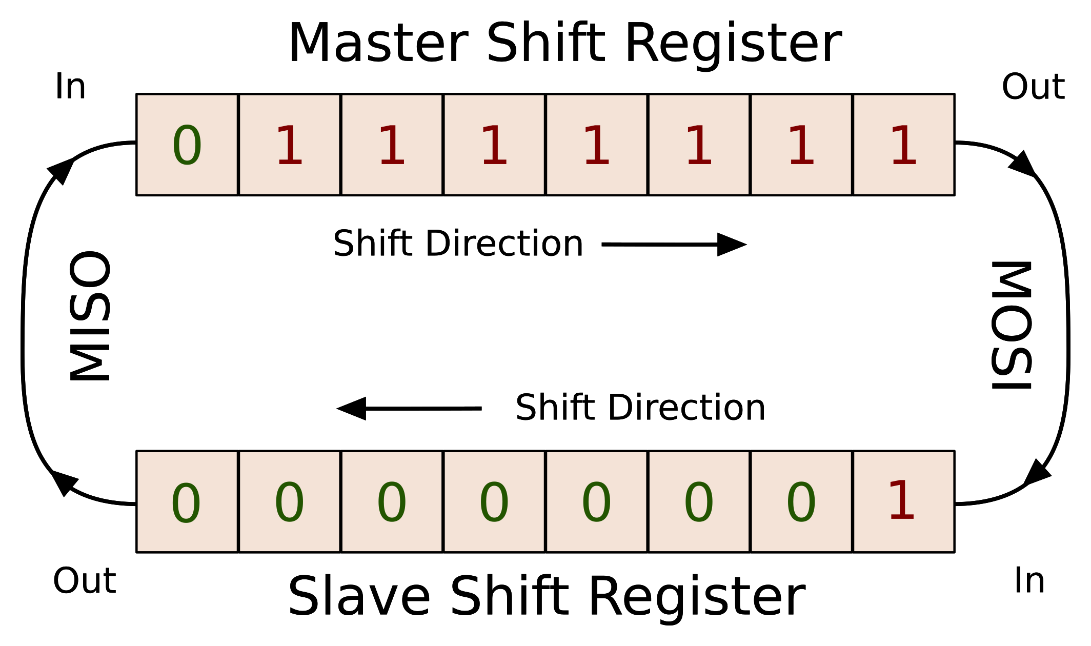 Master Shift Register
In
Out
0 1 1 1 1 1 1 1
Shift Direction
MISO
MOSI
Shift Direction
0 0 0 0 0 0 0 1
Out
In
Slave Shift Register